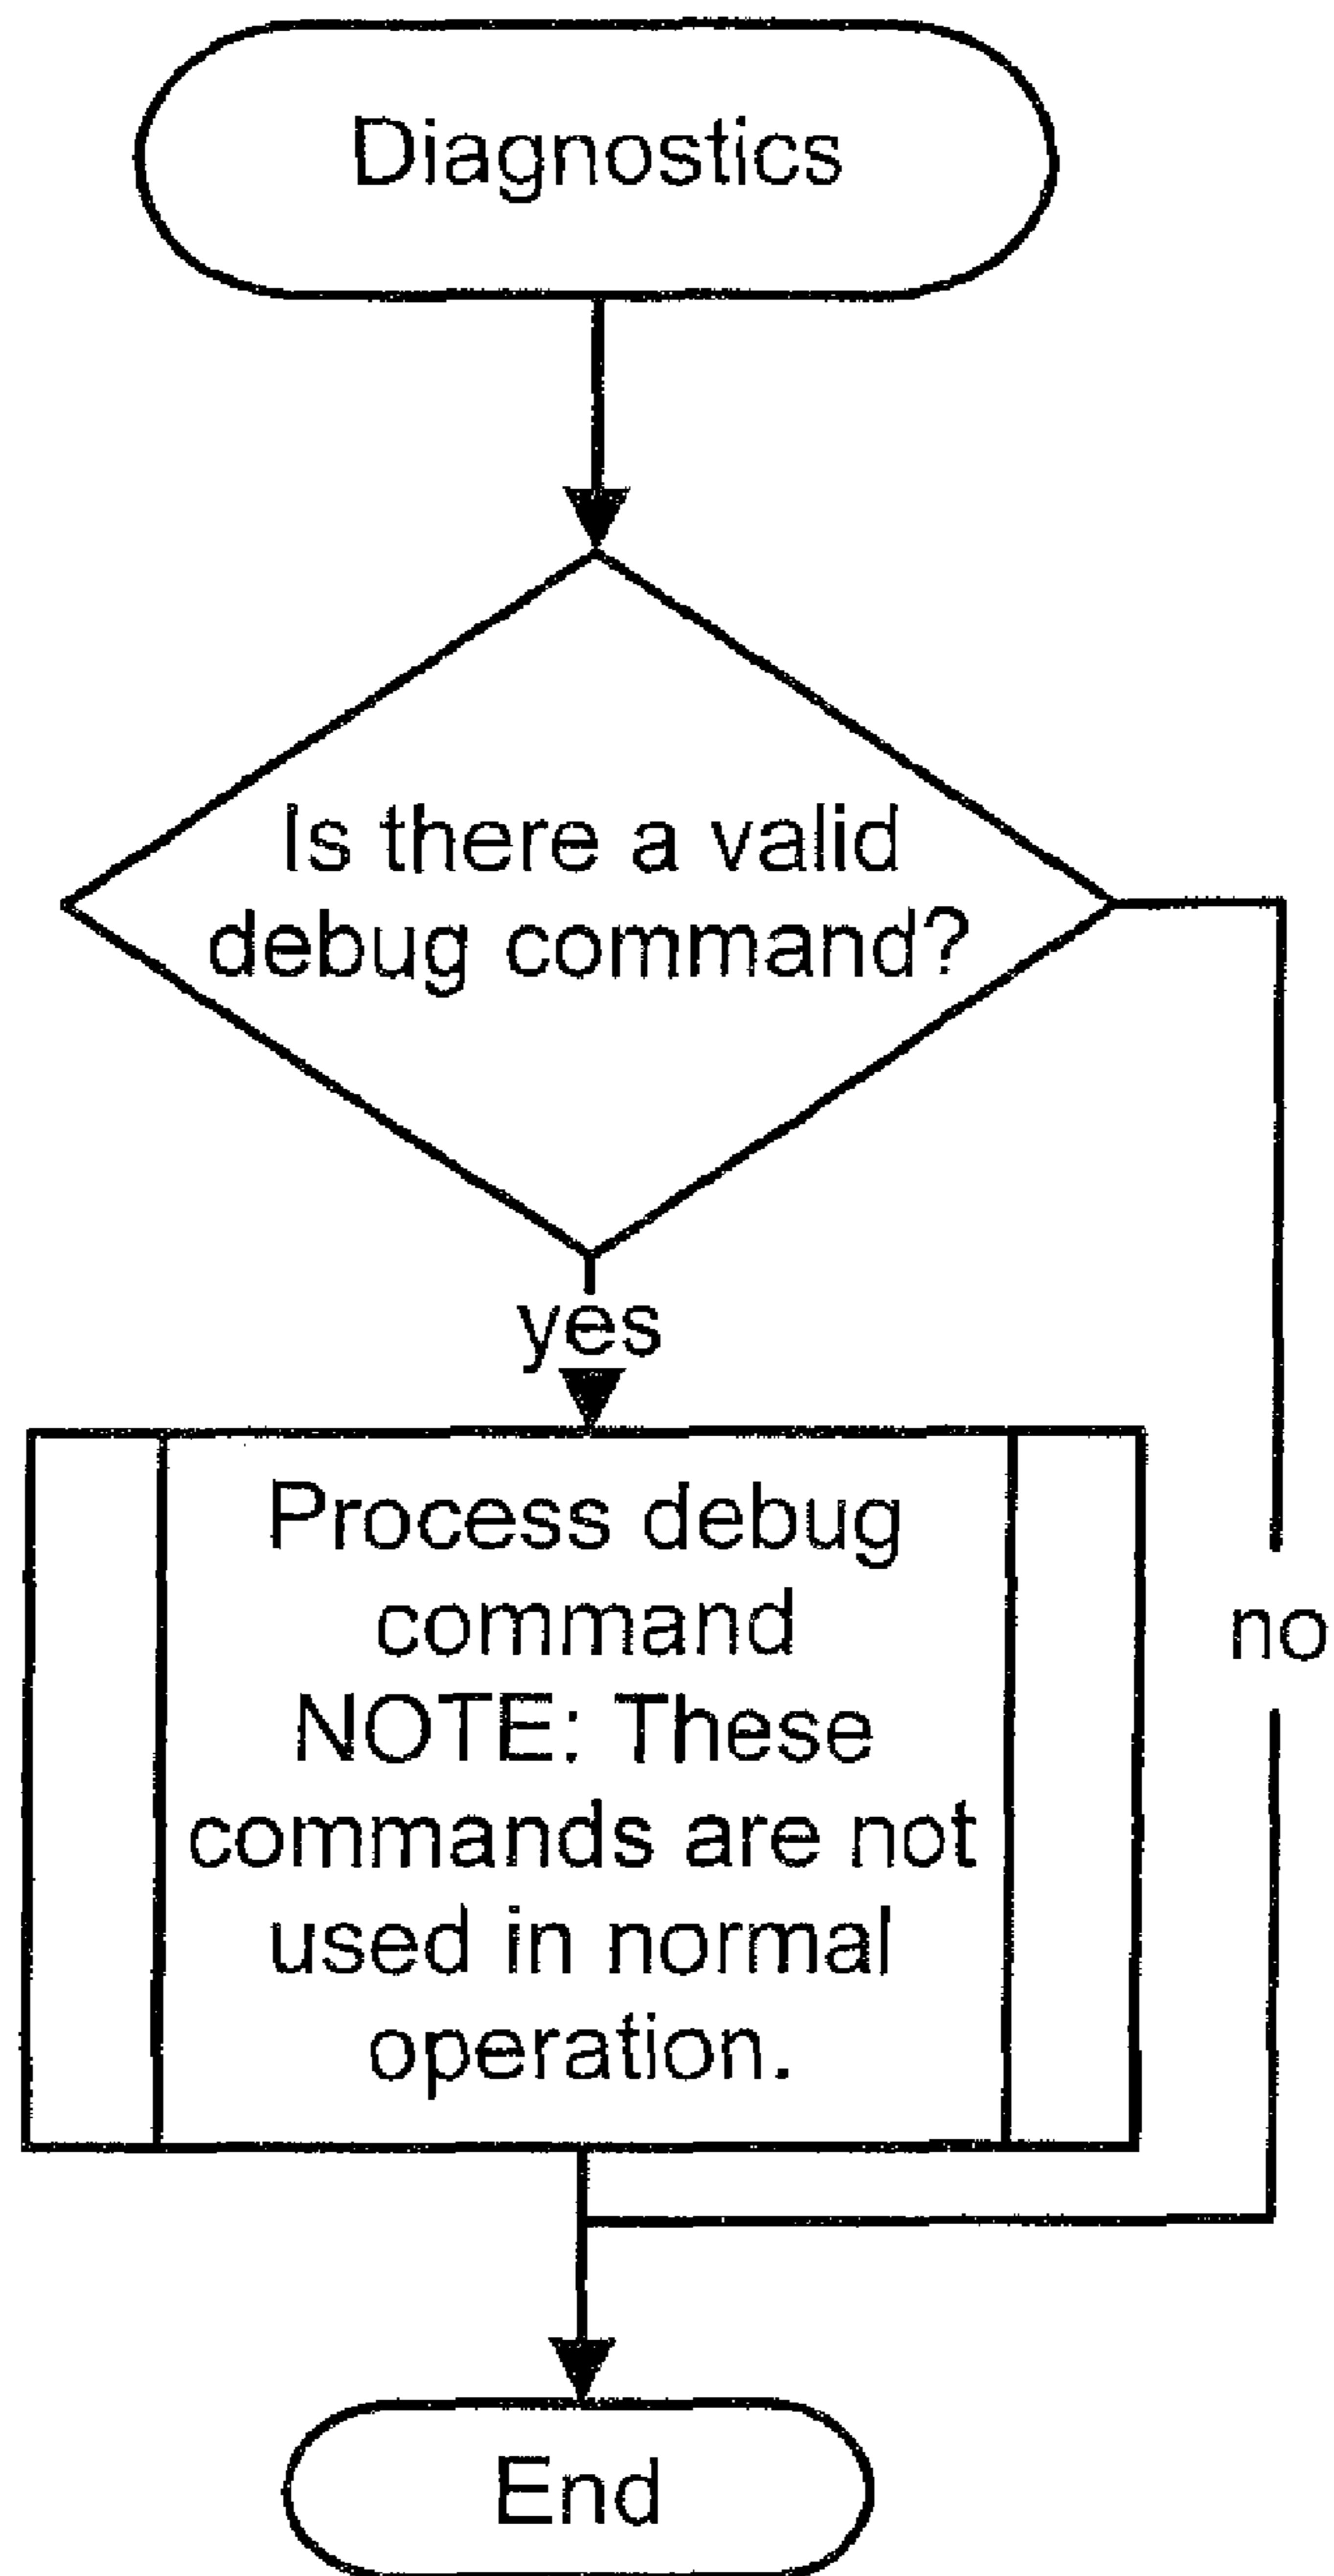 Diagnostics
Is there a valid
debug command?
yes
Process debug
command
NOTE: These
commands are not
used in normal
operation.
no
End